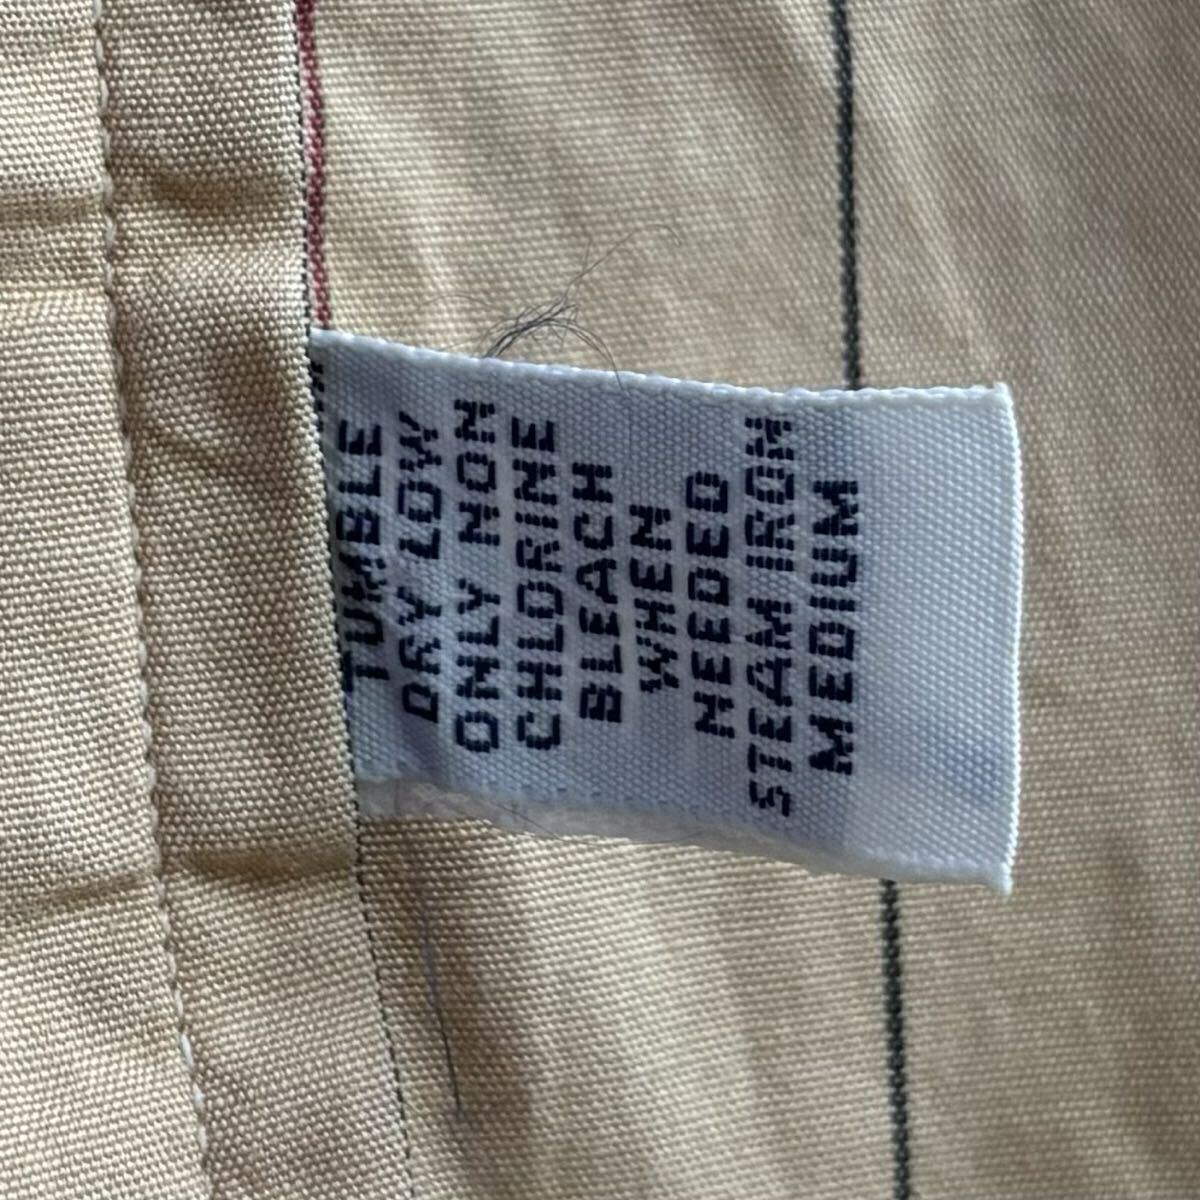 TUMBLE
DRY LOW
ONLY NON
CHLORINE
BLEACH
WHEN
NEEDED
STEAM IRON
MEDIUM